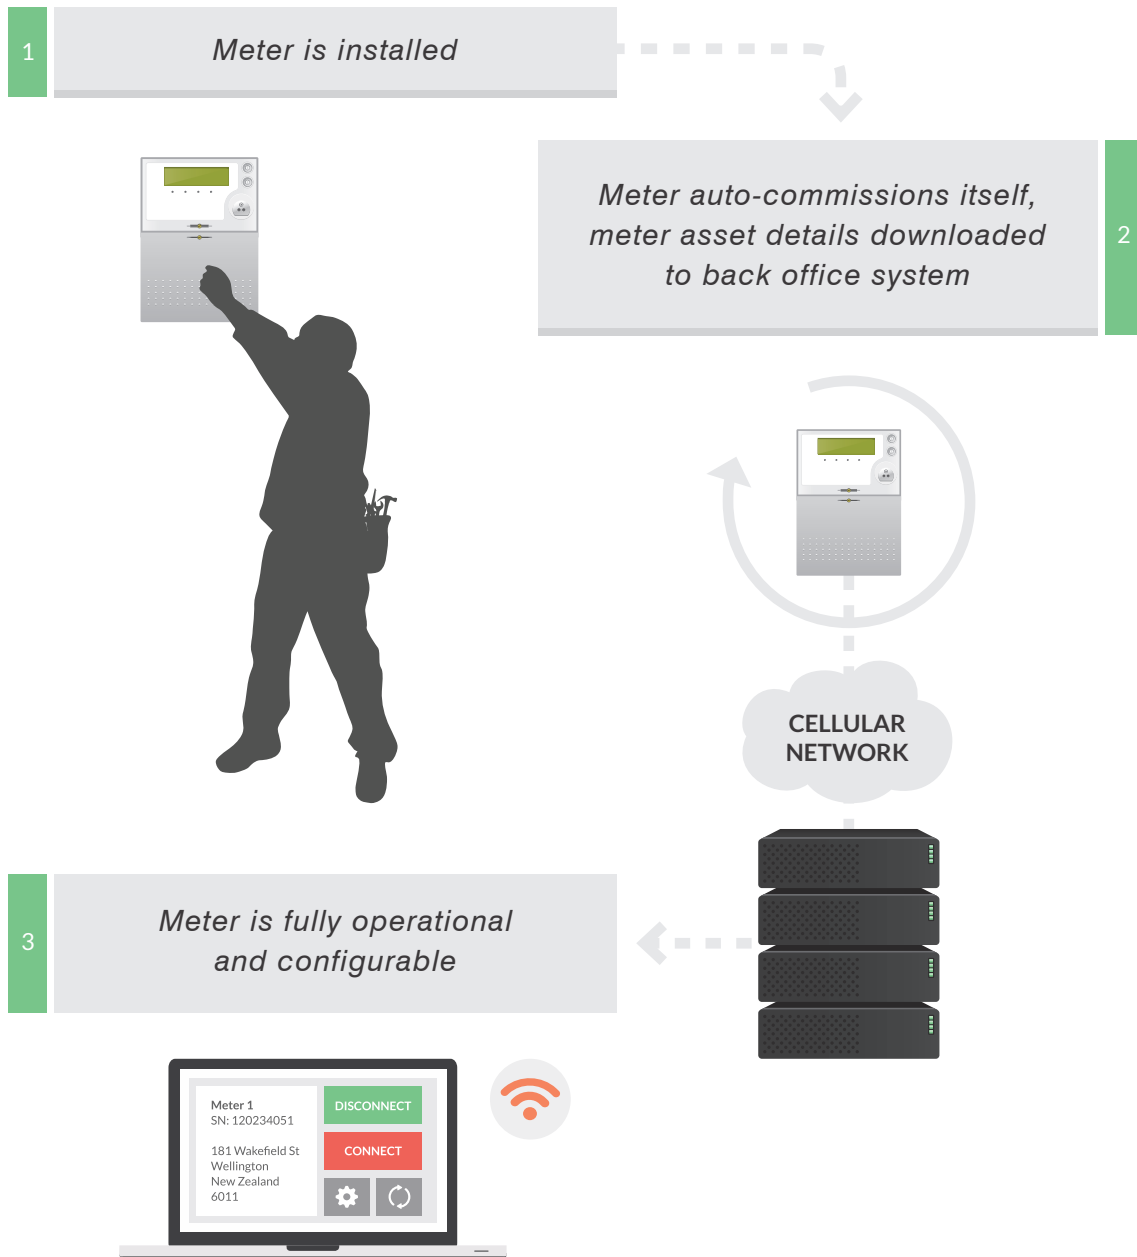 1
Meter is installed
Meter auto-commissions itself,
meter asset details downloaded
to back office system
2
CELLULAR
NETWORK
3
Meter is fully operational
and configurable
Meter 1
SN: 120234051
181 Wakefield St
Wellington
New Zealand
6011
DISCONNECT
CONNECT